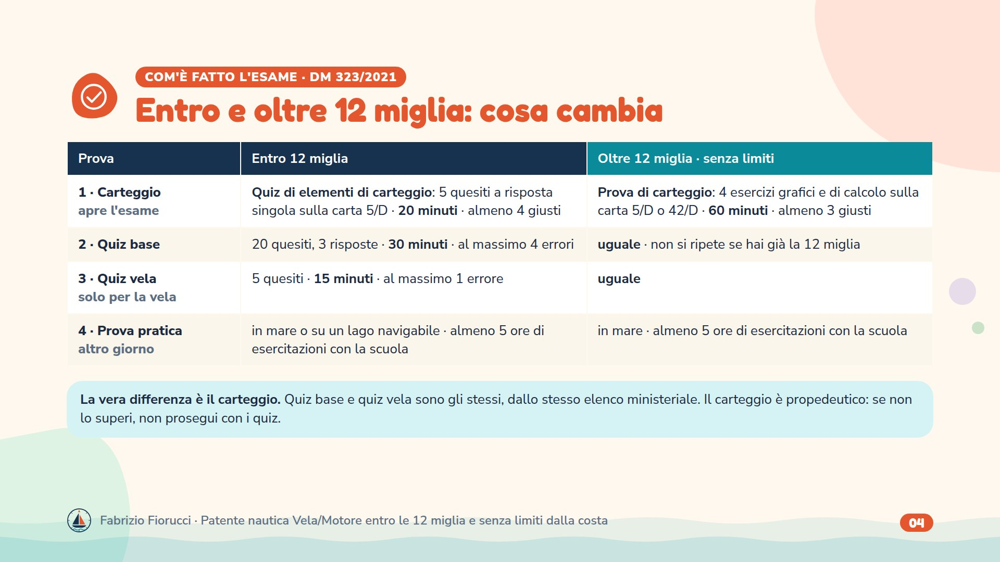 COM'È FATTO L'ESAME · DM 323/2021
Entro e oltre 12 miglia: cosa cambia
Prova
Entro 12 miglia
Oltre 12 miglia · senza limiti
1 · Carteggio
apre l'esame
Quiz di elementi di carteggio: 5 quesiti a risposta
singola sulla carta 5/D · 20 minuti · almeno 4 giusti
Prova di carteggio: 4 esercizi grafici e di calcolo sulla
carta 5/D o 42/D · 60 minuti · almeno 3 giusti
2 · Quiz base
20 quesiti, 3 risposte · 30 minuti · al massimo 4 errori
uguale · non si ripete se hai già la 12 miglia
3 · Quiz vela
solo per la vela
5 quesiti · 15 minuti · al massimo 1 errore
uguale
4 · Prova pratica
altro giorno
in mare o su un lago navigabile · almeno 5 ore di
esercitazioni con la scuola
in mare · almeno 5 ore di esercitazioni con la scuola
La vera differenza è il carteggio. Quiz base e quiz vela sono gli stessi, dallo stesso elenco ministeriale. Il carteggio è propedeutico: se non
lo superi, non prosegui con i quiz.
Fabrizio Fiorucci · Patente nautica Vela/Motore entro le 12 miglia e senza limiti dalla costa
04